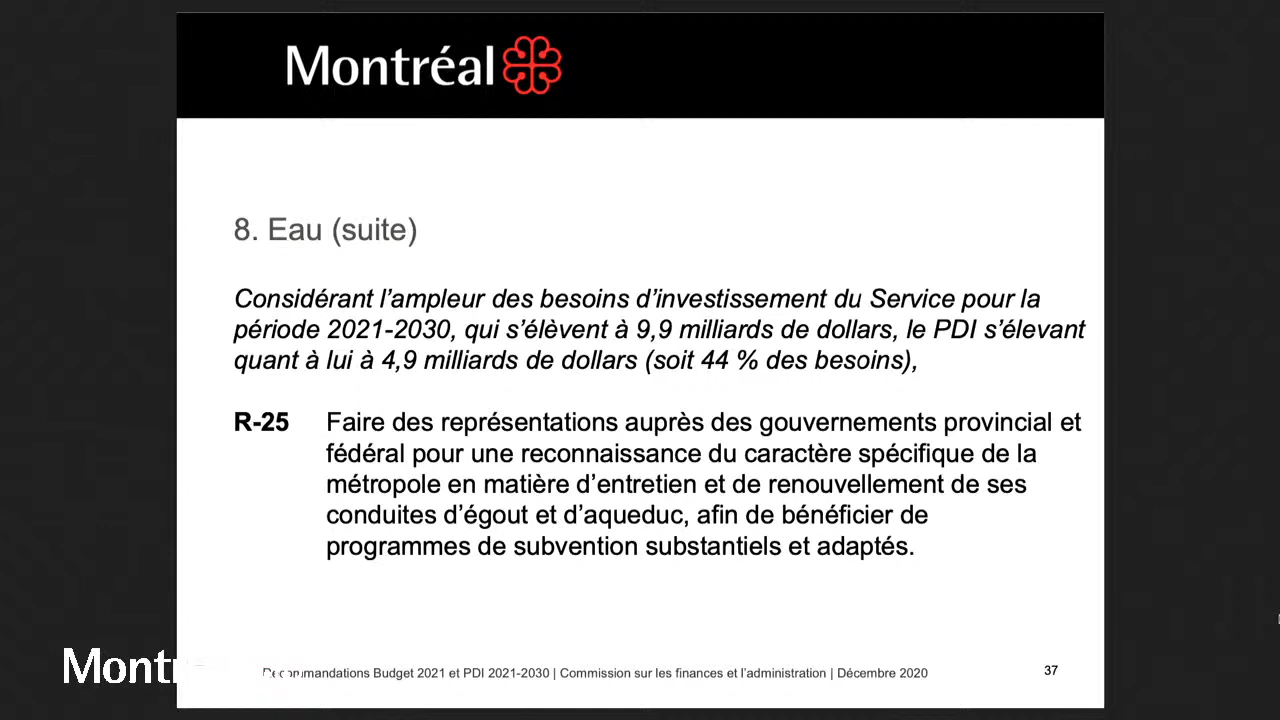 Montréal
8. Eau (suite)
Considérant l’ampleur des besoins d’investissement du Service pour la
période 2021-2030, qui s’élèvent à 9,9 milliards de dollars, le PDI s’élevant
quant à lui à 4,9 milliards de dollars (soit 44 % des besoins),
R-25 Faire des représentations auprès des gouvernements provincial et
fédéral pour une reconnaissance du caractère spécifique de la
métropole en matière d’entretien et de renouvellement de ses
conduites d’égout et d’aqueduc, afin de bénéficier de
programmes de subvention substantiels et adaptés.
Montr
Recommandations Budget 2021 et PDI 2021-2030 | Commission sur les finances et l’administration | Décembre 2020 37